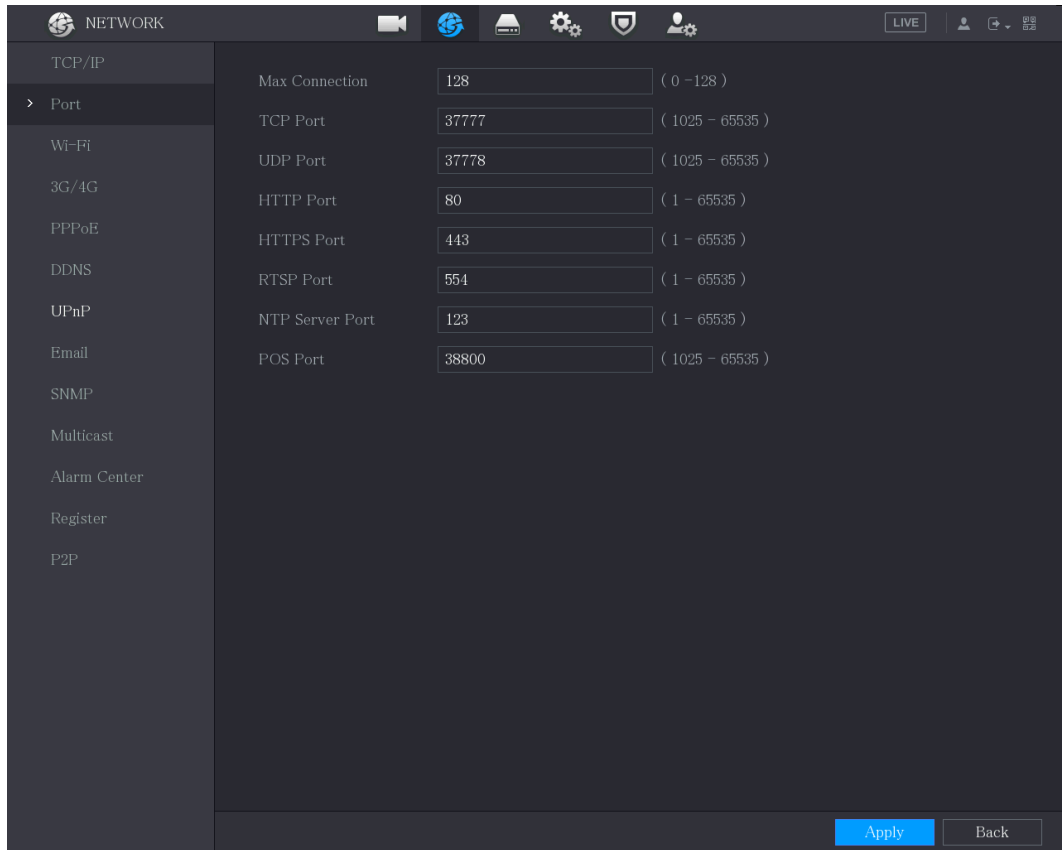 NETWORK
LIVE
TCP/IP
Port
Wi-Fi
3G/4G
PPPoE
DDNS
UPnP
Email
SNMP
Multicast
Alarm Center
Register
P2P
Max Connection 128 ( 0 -128 )
TCP Port 37777 ( 1025 - 65535 )
UDP Port 37778 ( 1025 - 65535 )
HTTP Port 80 ( 1 - 65535 )
HTTPS Port 443 ( 1 - 65535 )
RTSP Port 554 ( 1 - 65535 )
NTP Server Port 123 ( 1 - 65535 )
POS Port 38800 ( 1025 - 65535 )
Apply
Back